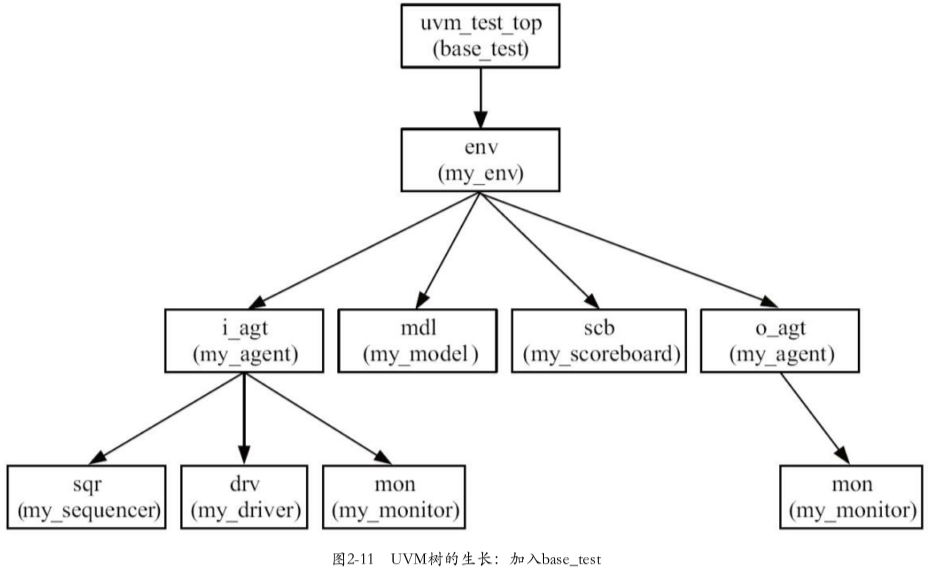 uvm_test_top
(base_test)
env
(my_env)
i_agt
(my_agent)
mdl
(my_model)
scb
(my_scoreboard)
o_agt
(my_agent)
sqr
(my_sequencer)
drv
(my_driver)
mon
(my_monitor)
mon
(my_monitor)
图2-11 UVM树的生长：加入base_test